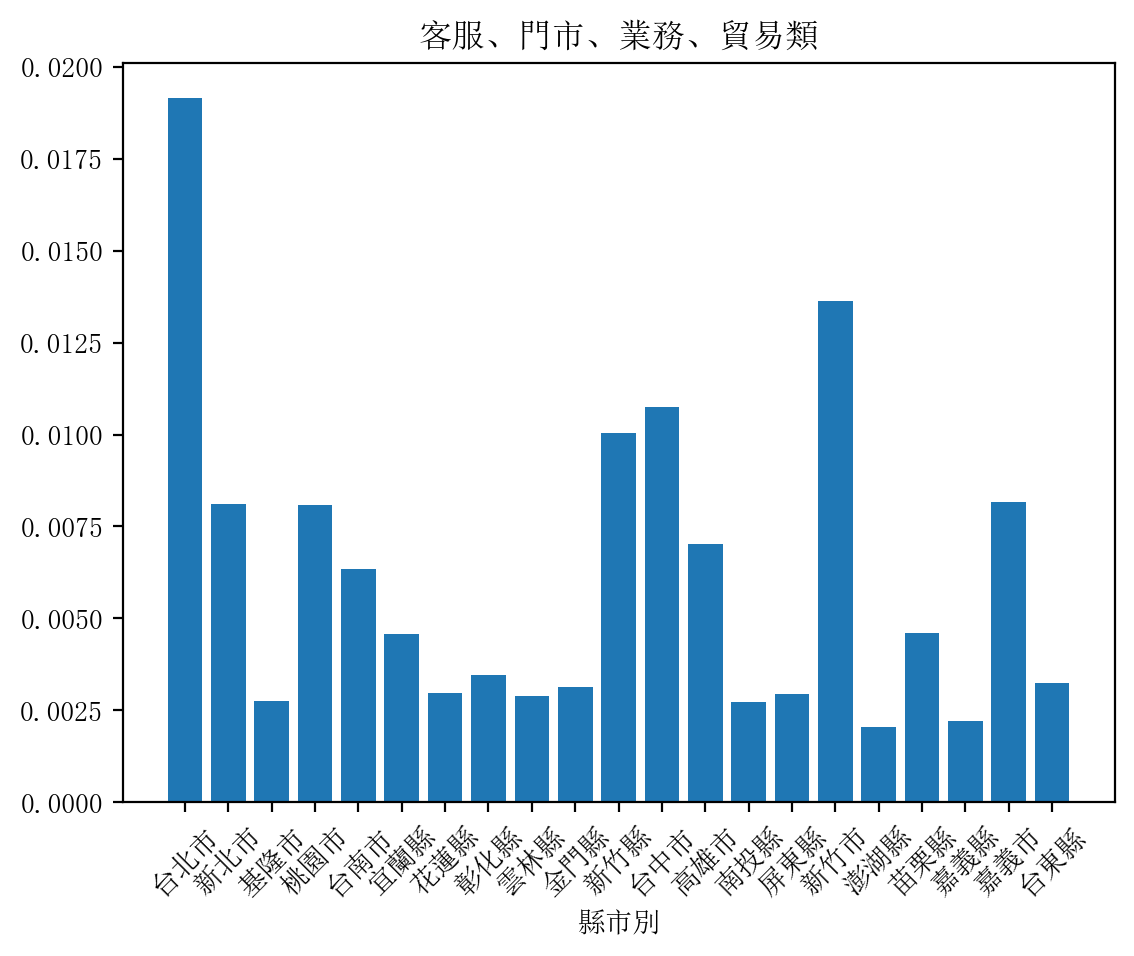 客服、門市、業務、貿易類
0.0200
0.0175
0.0150
0.0125
0.0100
0.0075
0.0050
0.0025
0.0000
台北市
新北市
基隆市
桃園市
台南市
宜蘭縣
花蓮縣
彰化縣
雲林縣
金門縣
新竹縣
台中市
高雄市
南投縣
屏東縣
新竹市
澎湖縣
苗栗縣
嘉義縣
嘉義市
台東縣
縣市別